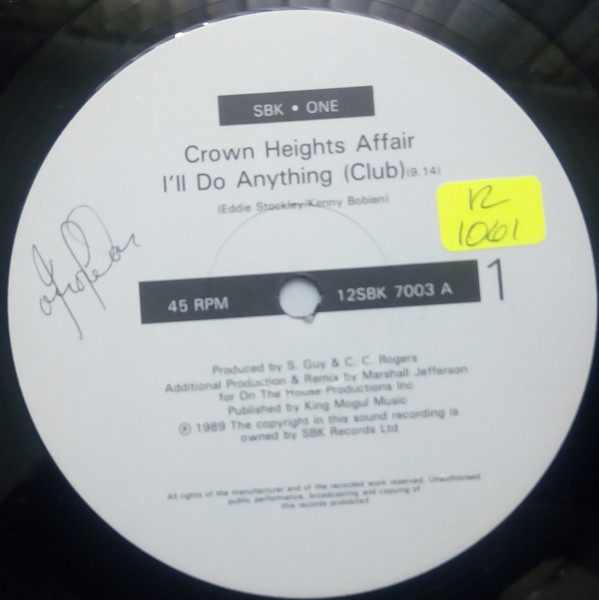 SBK • ONE
Crown Heights Affair
I'll Do Anything (Club)(9.14)
(Eddie Stockley/Kenny Bobien)
12
1061
45 RPM
12SBK 7003 A
1
Produced by S. Guy & C. C. Rogers
Additional Production & Remix by Marshall Jefferson
for On The House Productions Inc
Published by King Mogul Music
℗ 1989 The copyright in this sound recording is
owned by SBK Records Ltd
All rights of the manufacturer and of the recorded work reserved. Unauthorised
public performance, broadcasting and copying of
this records prohibited.